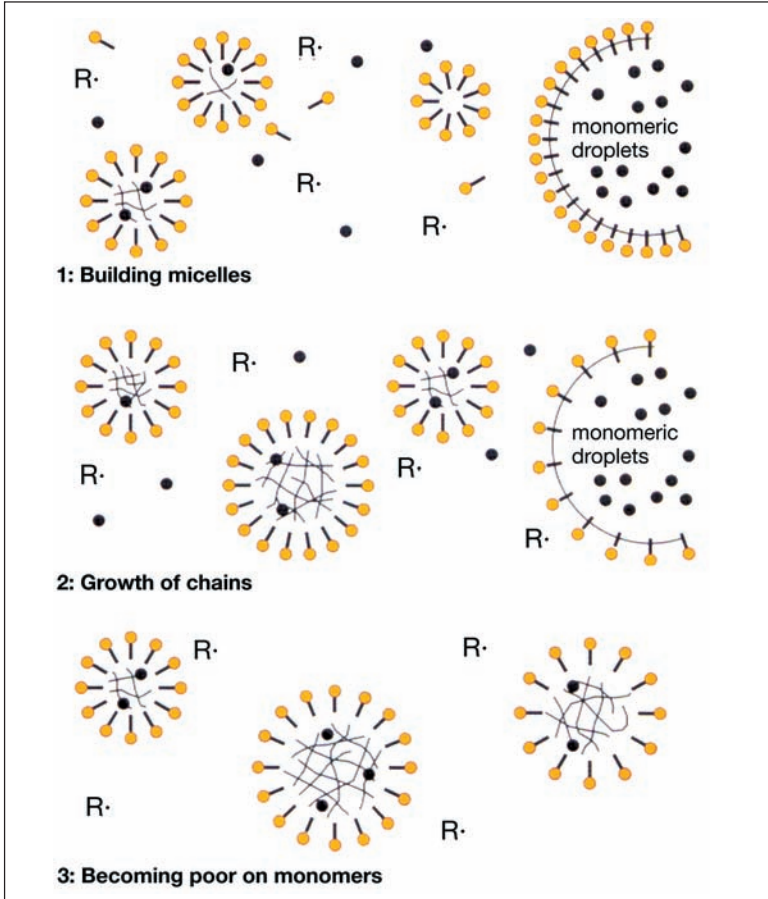 R·
R·
monomeric
droplets
R·
R·
1: Building micelles
R·
monomeric
droplets
R·
R·
R·
2: Growth of chains
R·
R·
R·
R·
3: Becoming poor on monomers